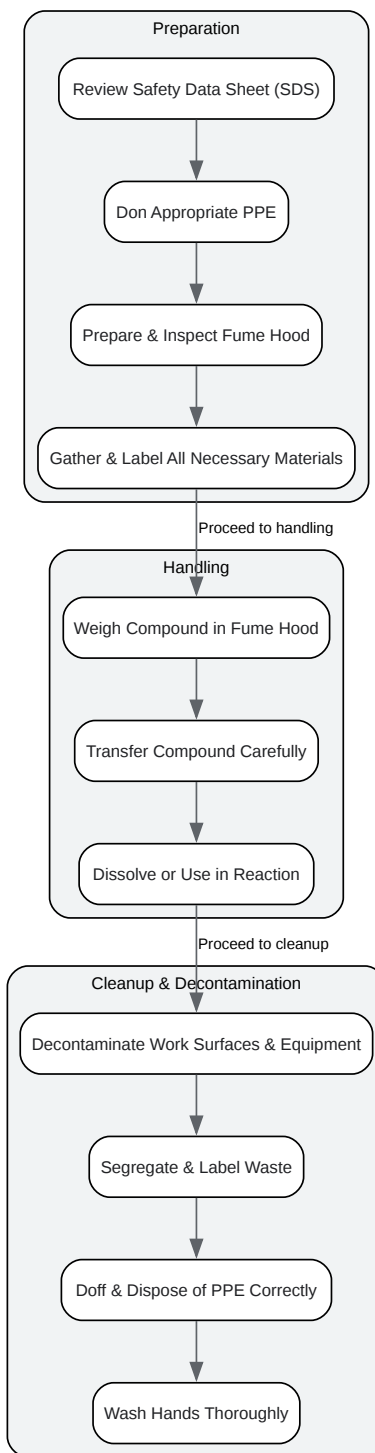 Preparation
Review Safety Data Sheet (SDS)
Don Appropriate PPE
Prepare & Inspect Fume Hood
Gather & Label All Necessary Materials
Proceed to handling
Handling
Weigh Compound in Fume Hood
Transfer Compound Carefully
Dissolve or Use in Reaction
Proceed to cleanup
Cleanup & Decontamination
Decontaminate Work Surfaces & Equipment
Segregate & Label Waste
Doff & Dispose of PPE Correctly
Wash Hands Thoroughly